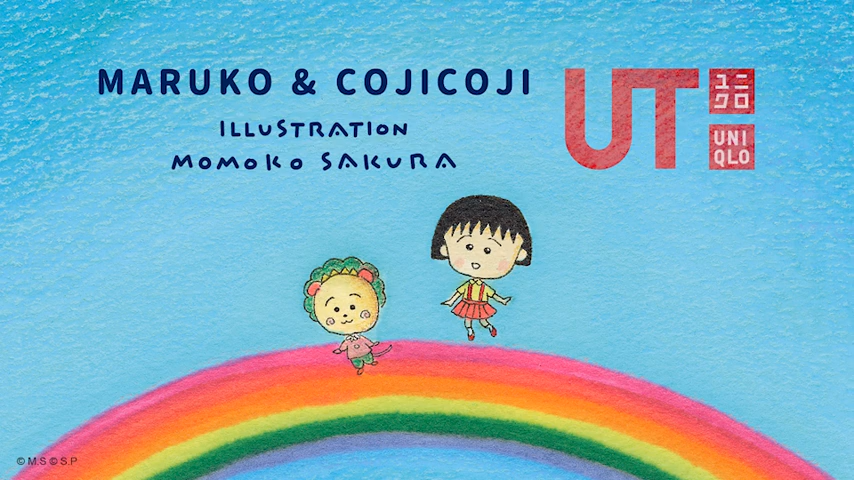 MARUKO & COJICOJI
ILLUSTRATION
MOMOKO SAKURA
UT
ユニ
クロ
UNI
QLO
© M.S © S.P